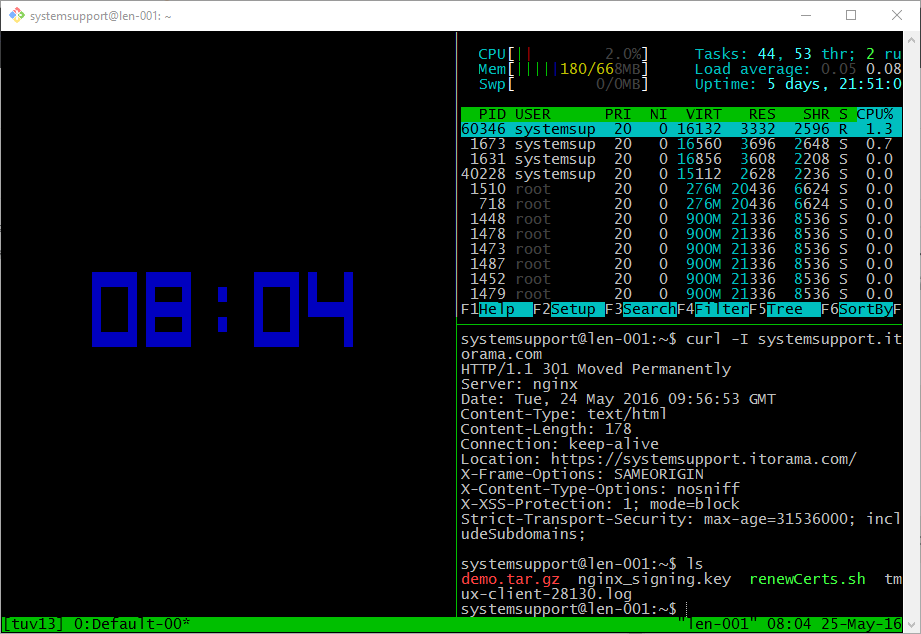 systemsupport@len-001: ~
08:04
CPU[|| 2.0%] Tasks: 44, 53 thr; 2 ru
Mem[|||||180/668MB] Load average: 0.05 0.08
Swp[ 0/0MB] Uptime: 5 days, 21:51:0
PID USER PRI NI VIRT RES SHR S CPU%
60346 systemsup 20 0 16132 3332 2596 R 1.3
1673 systemsup 20 0 16560 3696 2648 S 0.7
1631 systemsup 20 0 16856 3608 2208 S 0.0
40228 systemsup 20 0 15112 2628 2236 S 0.0
1510 root 20 0 276M 20436 6624 S 0.0
718 root 20 0 276M 20436 6624 S 0.0
1448 root 20 0 900M 21336 8536 S 0.0
1478 root 20 0 900M 21336 8536 S 0.0
1473 root 20 0 900M 21336 8536 S 0.0
1487 root 20 0 900M 21336 8536 S 0.0
1452 root 20 0 900M 21336 8536 S 0.0
1479 root 20 0 900M 21336 8536 S 0.0
F1Help F2Setup F3SearchF4FilterF5Tree F6SortByF
systemsupport@len-001:~$ curl -I systemsupport.it
orama.com
HTTP/1.1 301 Moved Permanently
Server: nginx
Date: Tue, 24 May 2016 09:56:53 GMT
Content-Type: text/html
Content-Length: 178
Connection: keep-alive
Location: https://systemsupport.itorama.com/
X-Frame-Options: SAMEORIGIN
X-Content-Type-Options: nosniff
X-XSS-Protection: 1; mode=block
Strict-Transport-Security: max-age=31536000; incl
udeSubdomains;
systemsupport@len-001:~$ ls
demo.tar.gz nginx_signing.key renewCerts.sh tm
ux-client-28130.log
systemsupport@len-001:~$
[tuv13] 0:Default-00* "len-001" 08:04 25-May-16